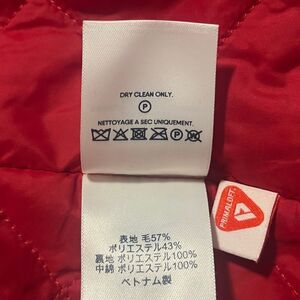 DRY CLEAN ONLY.
P
NETTOYAGE A SEC UNIQUEMENT.
W
表地 毛57%
ポリエステル43%
裏地 ポリエステル100%
中綿 ポリエステル100%
ベトナム製
PRIMALOFT